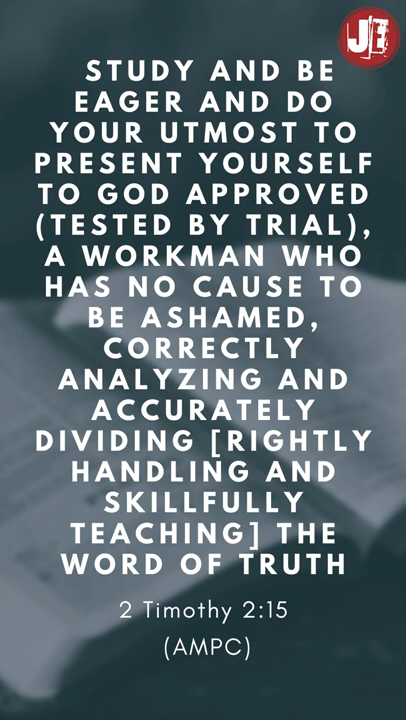 JE
STUDY AND BE
EAGER AND DO
YOUR UTMOST TO
PRESENT YOURSELF
TO GOD APPROVED
(TESTED BY TRIAL),
A WORKMAN WHO
HAS NO CAUSE TO
BE ASHAMED,
CORRECTLY
ANALYZING AND
ACCURATELY
DIVIDING [RIGHTLY
HANDLING AND
SKILLFULLY
TEACHING] THE
WORD OF TRUTH
2 Timothy 2:15
(AMPC)